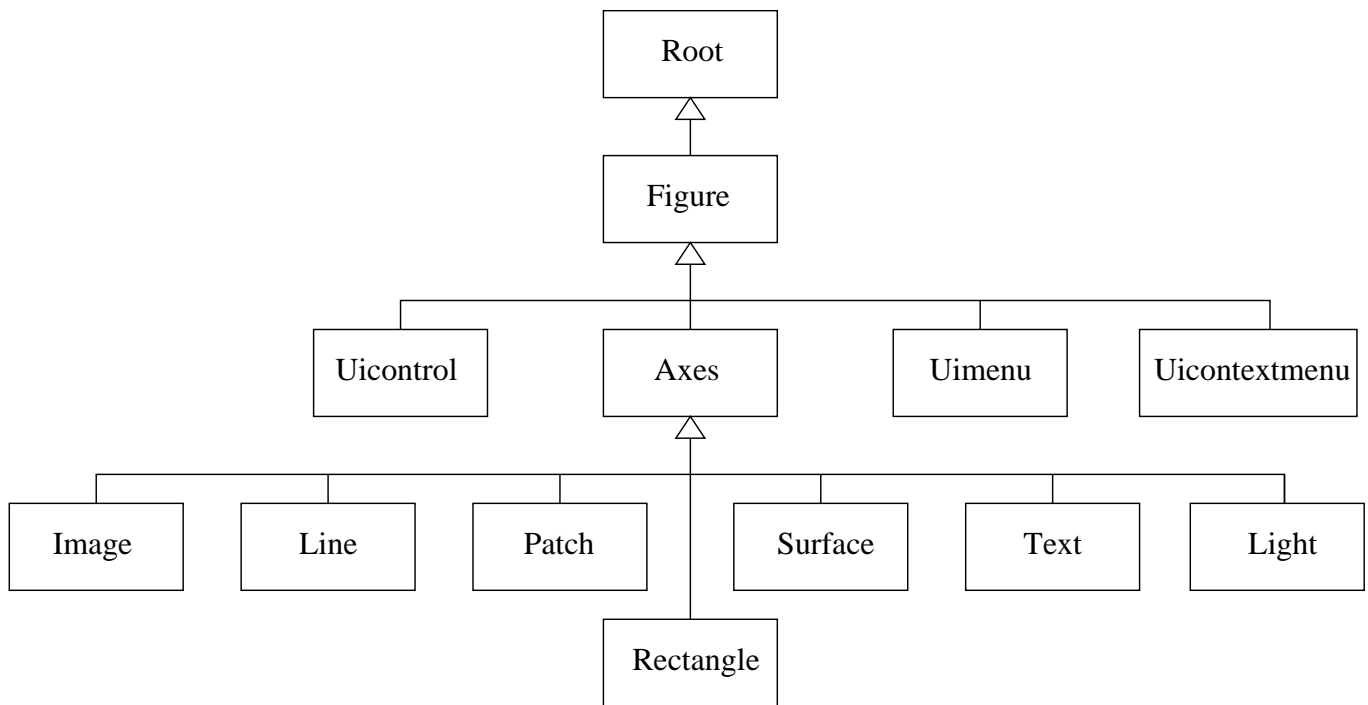 Root
Figure
Uicontrol
Axes
Uimenu
Uicontextmenu
Image
Line
Patch
Surface
Text
Light
Rectangle